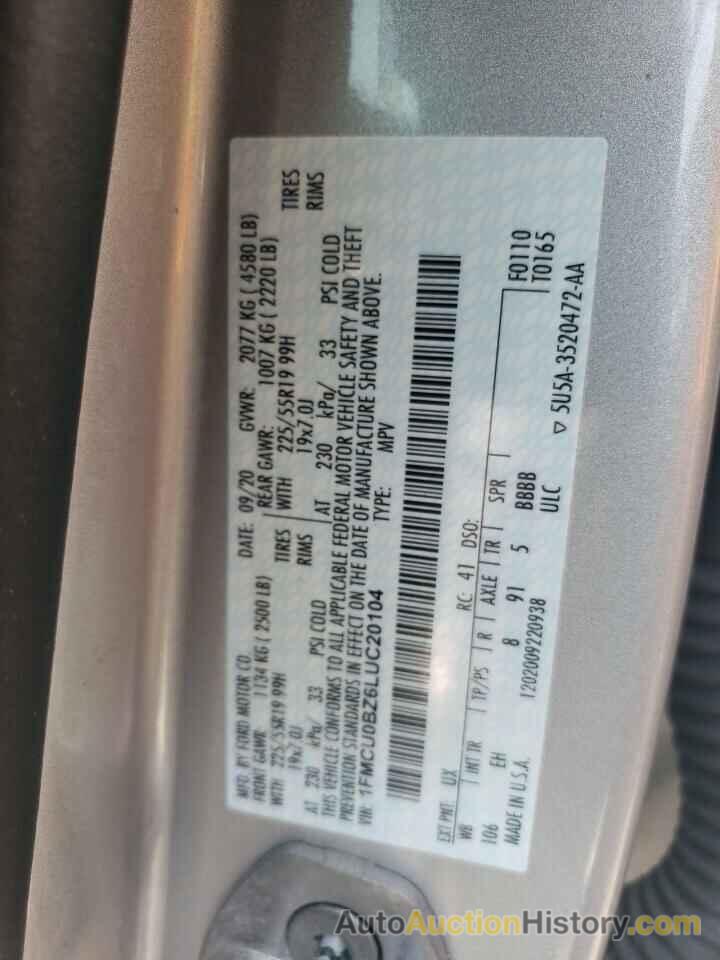 MFD. BY FORD MOTOR CO. DATE: 09/20 GVWR: 2077 KG ( 4580 LB)
FRONT GAWR: 1134 KG ( 2500 LB) REAR GAWR: 1007 KG ( 2220 LB)
WITH 225/55R19 99H TIRES WITH 225/55R19 99H TIRES
19x7.0J RIMS 19x7.0J RIMS
AT 230 kPa/ 33 PSI COLD AT 230 kPa/ 33 PSI COLD
THIS VEHICLE CONFORMS TO ALL APPLICABLE FEDERAL MOTOR VEHICLE SAFETY AND THEFT
PREVENTION STANDARDS IN EFFECT ON THE DATE OF MANUFACTURE SHOWN ABOVE.
VIN: 1FMCU0BZ6LUC20104 TYPE: MPV
EXT PNT: UX RC: 41 DSO:
WB INT TR TP/PS R AXLE TR SPR F0110
106 EH 8 91 5 BBBB T0165
MADE IN U.S.A. 1202009220938 ULC ▽ 5U5A-3520472-AA
AutoAuctionHistory.com